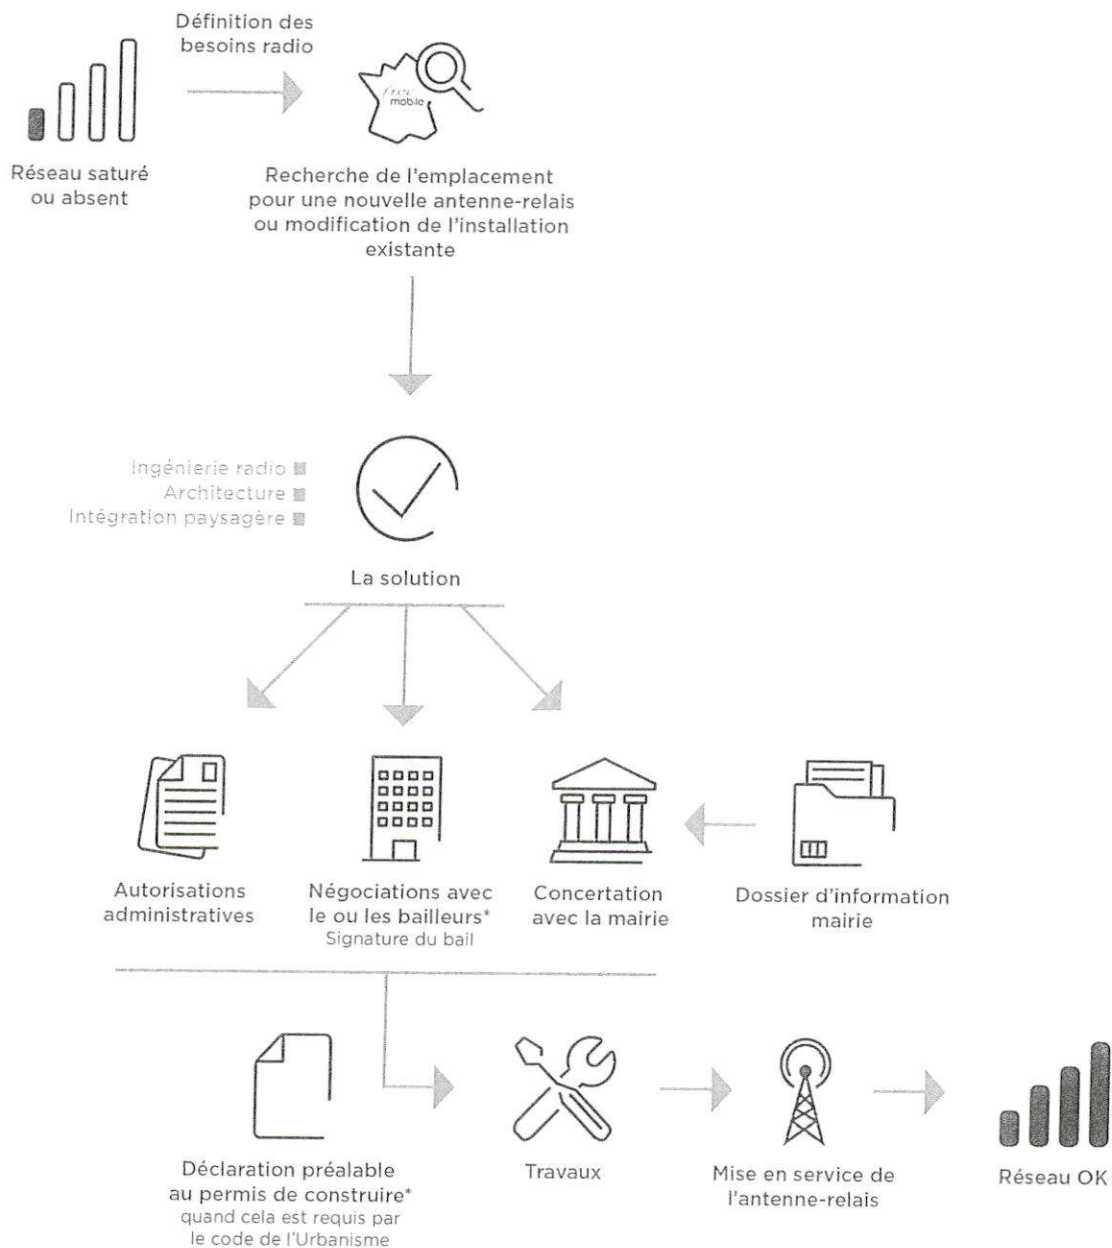 Définition des
besoins radio
free
mobile
Réseau saturé
ou absent
Recherche de l'emplacement
pour une nouvelle antenne-relais
ou modification de l'installation
existante
Ingénierie radio
Architecture
Intégration paysagère
La solution
Autorisations
administratives
Négociations avec
le ou les bailleurs*
Signature du bail
Concertation
avec la mairie
Dossier d'information
mairie
Déclaration préalable
au permis de construire*
quand cela est requis par
le code de l'Urbanisme
Travaux
Mise en service de
l'antenne-relais
Réseau OK